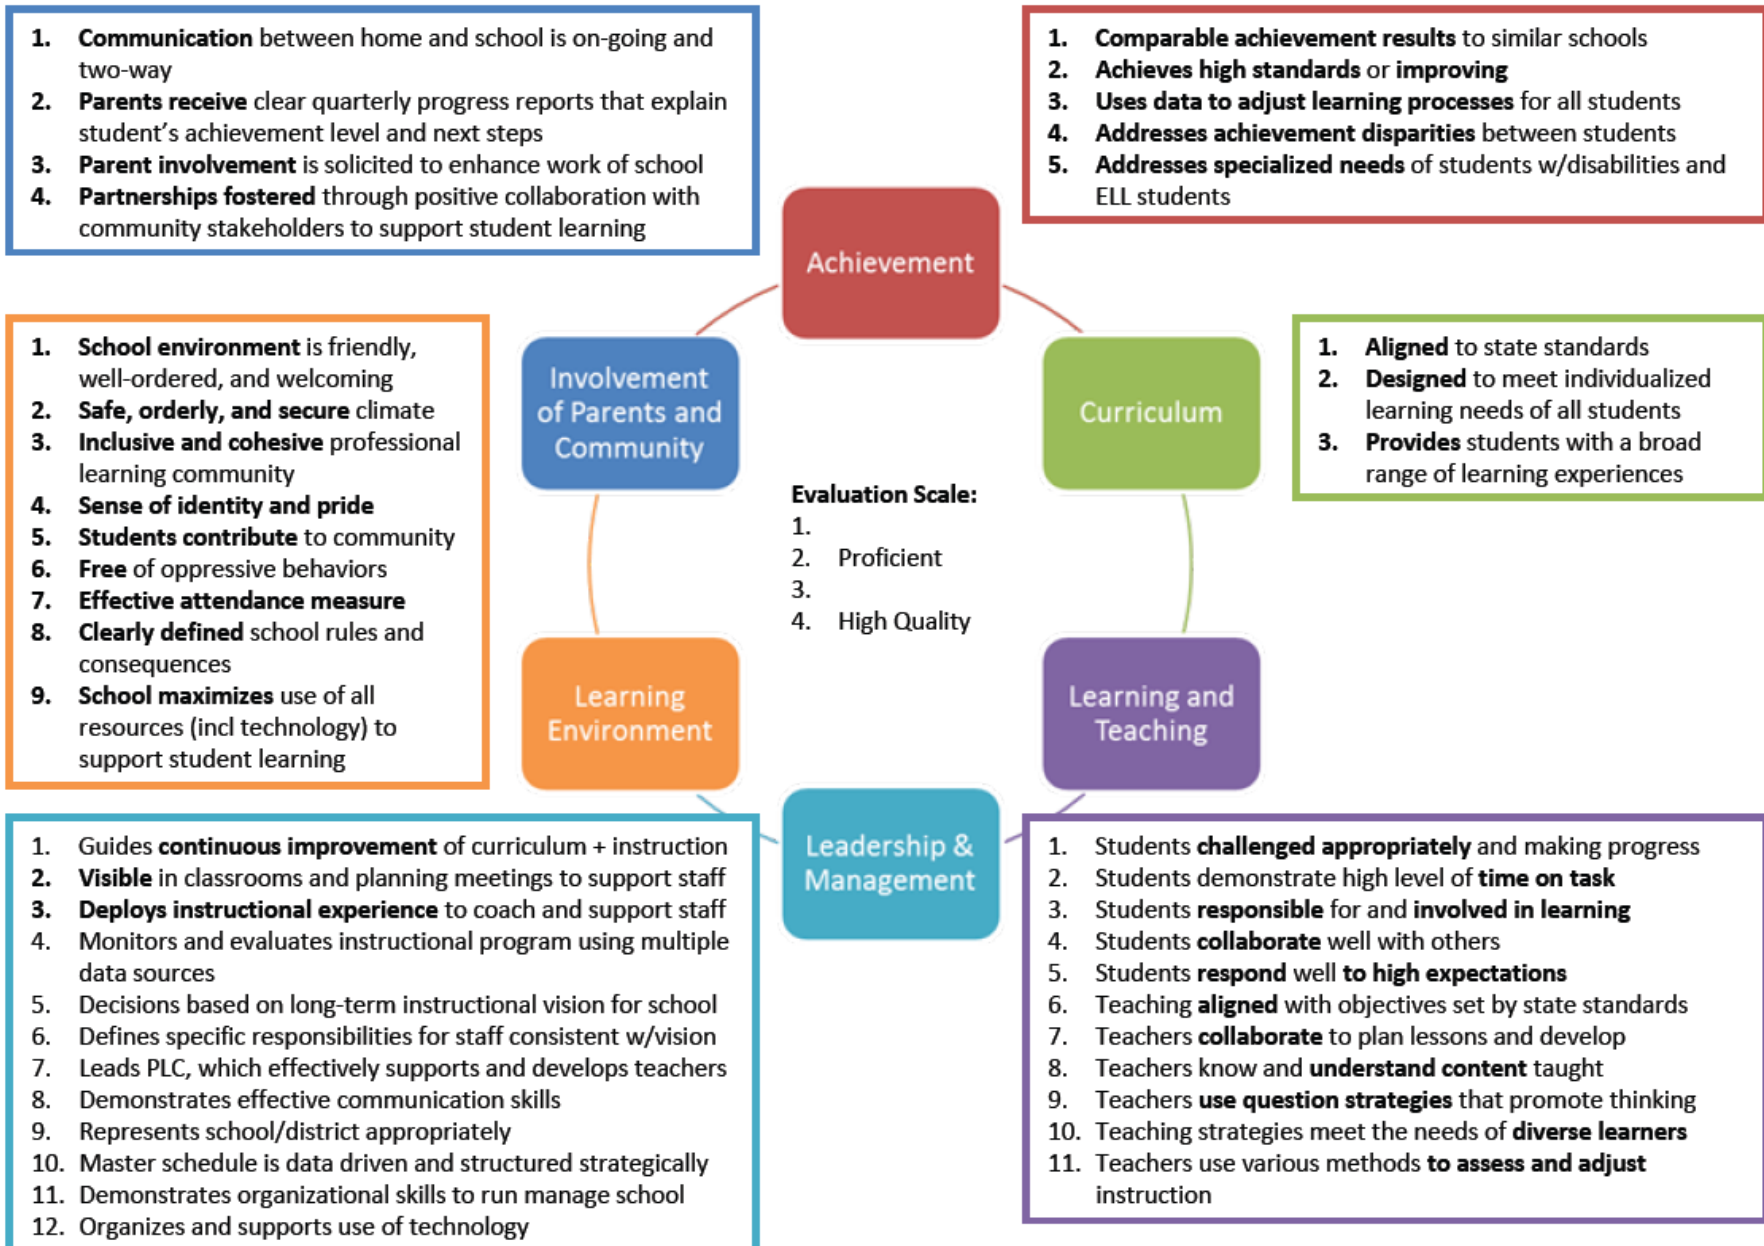 1. Communication between home and school is on-going and
two-way
2. Parents receive clear quarterly progress reports that explain
student's achievement level and next steps
3. Parent involvement is solicited to enhance work of school
4. Partnerships fostered through positive collaboration with
community stakeholders to support student learning
1. Comparable achievement results to similar schools
2. Achieves high standards or improving
3. Uses data to adjust learning processes for all students
4. Addresses achievement disparities between students
5. Addresses specialized needs of students w/disabilities and
ELL students
Achievement
1. School environment is friendly,
well-ordered, and welcoming
2. Safe, orderly, and secure climate
3. Inclusive and cohesive professional
learning community
4. Sense of identity and pride
5. Students contribute to community
6. Free of oppressive behaviors
7. Effective attendance measure
8. Clearly defined school rules and
consequences
9. School maximizes use of all
resources (incl technology) to
support student learning
Involvement
of Parents and
Community
Curriculum
1. Aligned to state standards
2. Designed to meet individualized
learning needs of all students
3. Provides students with a broad
range of learning experiences
Evaluation Scale:
1.
2. Proficient
3.
4. High Quality
Learning
Environment
Learning and
Teaching
Leadership &
Management
1. Guides continuous improvement of curriculum + instruction
2. Visible in classrooms and planning meetings to support staff
3. Deploys instructional experience to coach and support staff
4. Monitors and evaluates instructional program using multiple
data sources
5. Decisions based on long-term instructional vision for school
6. Defines specific responsibilities for staff consistent w/vision
7. Leads PLC, which effectively supports and develops teachers
8. Demonstrates effective communication skills
9. Represents school/district appropriately
10. Master schedule is data driven and structured strategically
11. Demonstrates organizational skills to run manage school
12. Organizes and supports use of technology
1. Students challenged appropriately and making progress
2. Students demonstrate high level of time on task
3. Students responsible for and involved in learning
4. Students collaborate well with others
5. Students respond well to high expectations
6. Teaching aligned with objectives set by state standards
7. Teachers collaborate to plan lessons and develop
8. Teachers know and understand content taught
9. Teachers use question strategies that promote thinking
10. Teaching strategies meet the needs of diverse learners
11. Teachers use various methods to assess and adjust
instruction